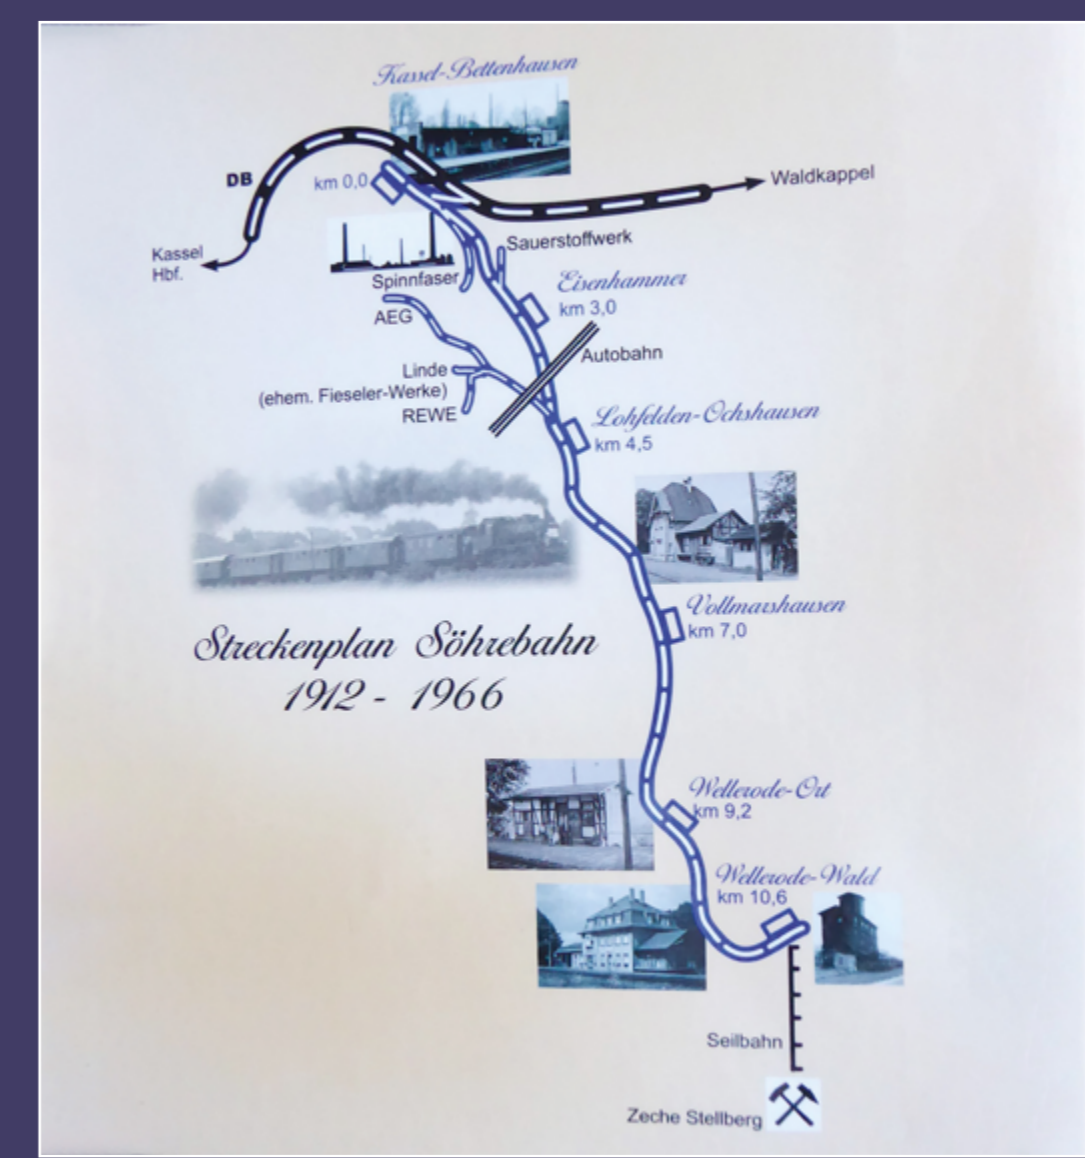 Kassel-Bettenhausen
DB
km 0,0
Waldkappel
Kassel
Hbf.
Sauerstoffwerk
Spinnfaser
Eisenhammer
km 3,0
AEG
Autobahn
Linde
(ehem. Fieseler-Werke)
REWE
Lohfelden-Ochshausen
km 4,5
Vollmarshausen
km 7,0
Streckenplan Söhrebahn
1912 - 1966
Wellerode-Ort
km 9,2
Wellerode-Wald
km 10,6
Seilbahn
Zeche Stellberg